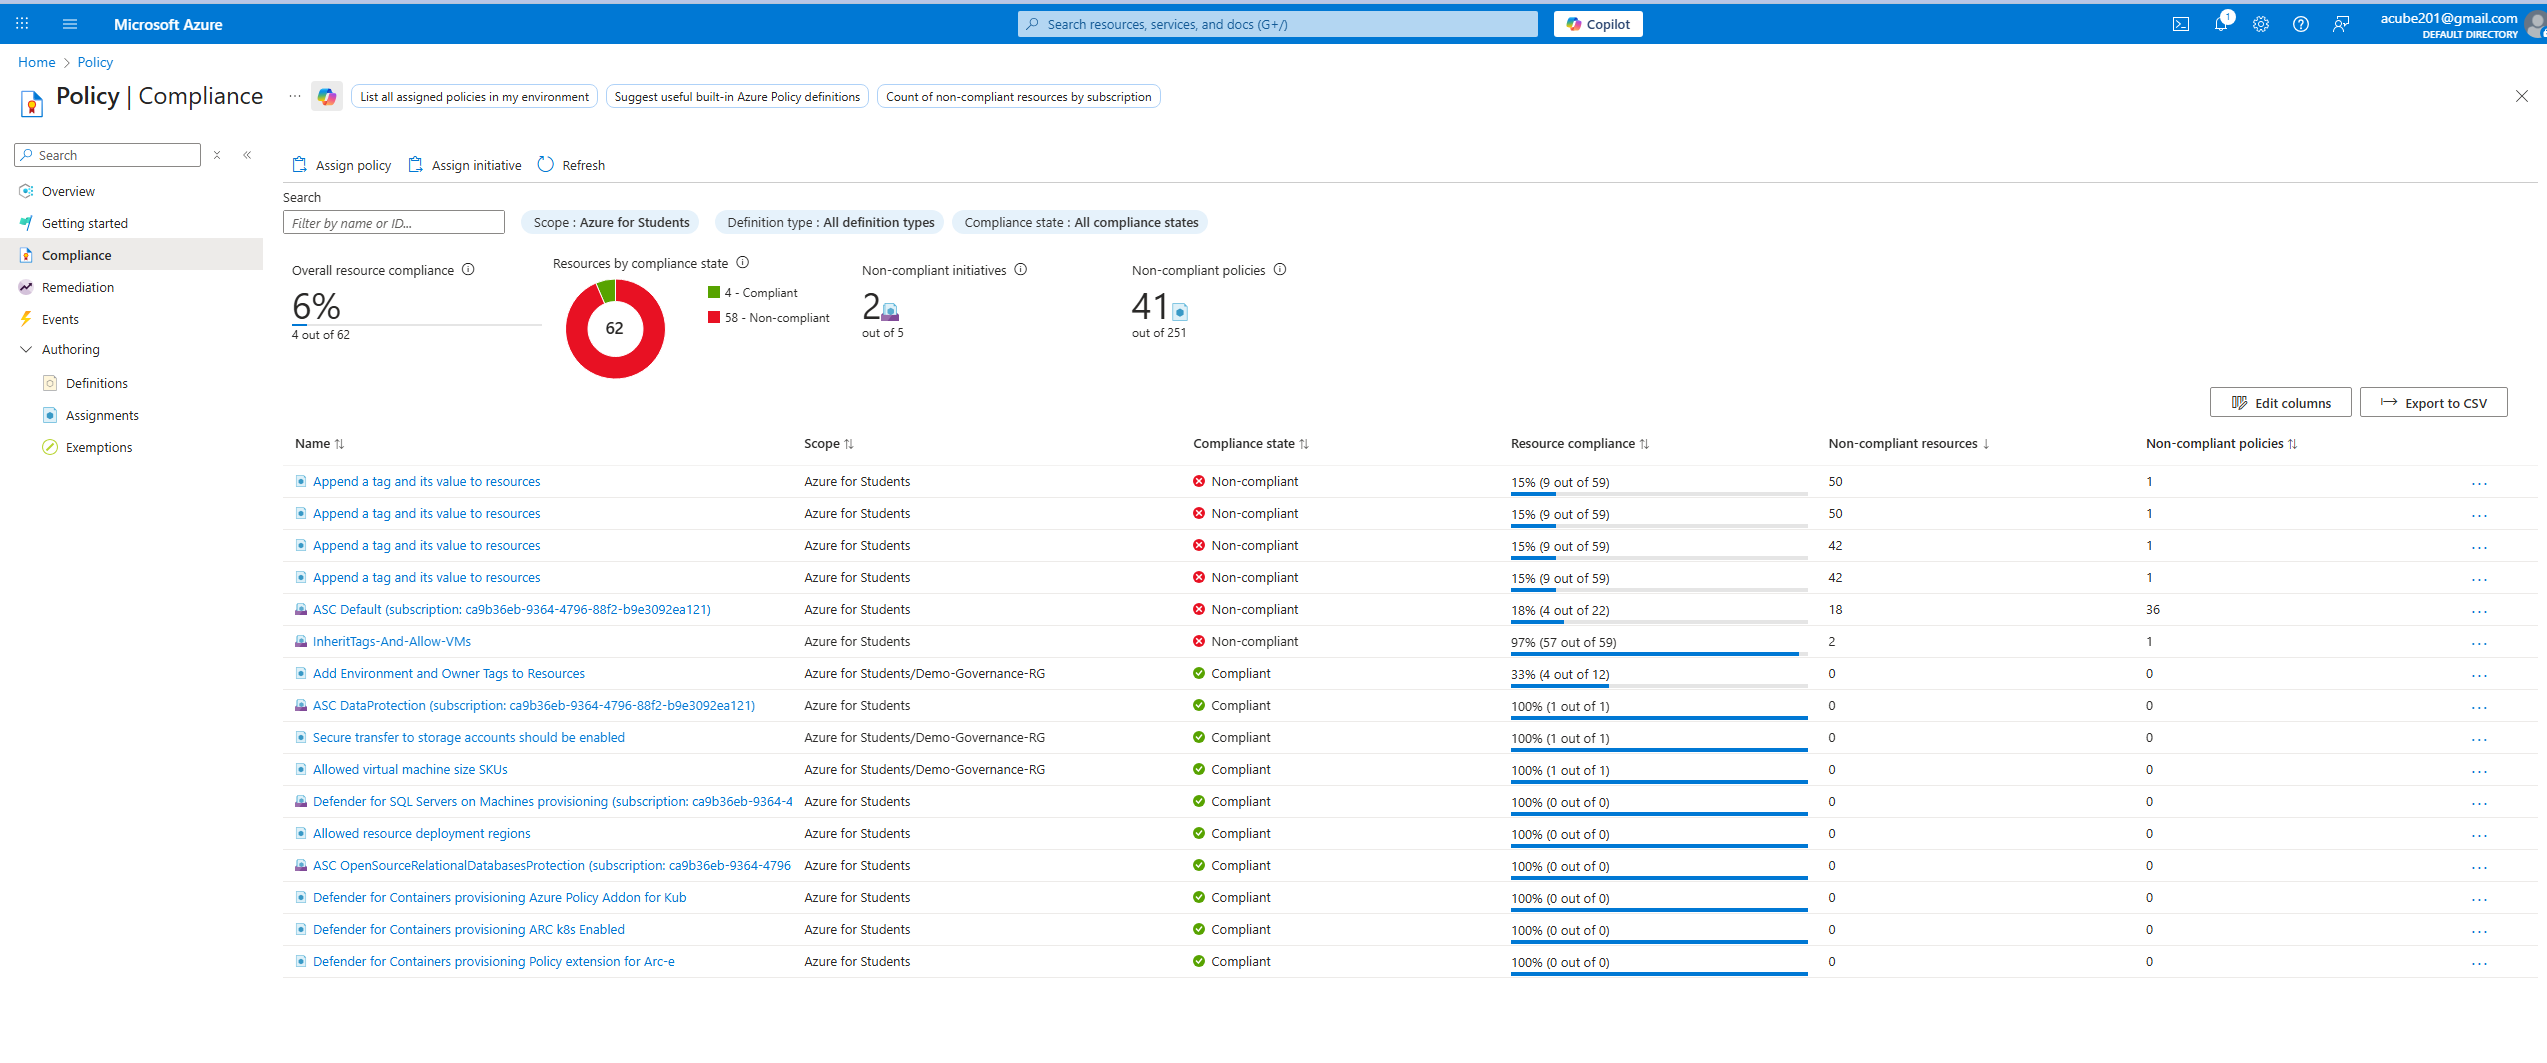 Microsoft Azure
Search resources, services, and docs (G+/)
Copilot
1
acube201@gmail.com
DEFAULT DIRECTORY
Home > Policy
Policy | Compliance
...
List all assigned policies in my environment
Suggest useful built-in Azure Policy definitions
Count of non-compliant resources by subscription
Search
Overview
Getting started
Compliance
Remediation
Events
Authoring
Definitions
Assignments
Exemptions
Assign policy
Assign initiative
Refresh
Search
Filter by name or ID...
Scope : Azure for Students
Definition type : All definition types
Compliance state : All compliance states
Overall resource compliance
6%
4 out of 62
Resources by compliance state
62
4 - Compliant
58 - Non-compliant
Non-compliant initiatives
2
out of 5
Non-compliant policies
41
out of 251
Edit columns
Export to CSV
Name Scope Compliance state Resource compliance Non-compliant resources Non-compliant policies
Append a tag and its value to resources Azure for Students Non-compliant 15% (9 out of 59) 50 1 ...
Append a tag and its value to resources Azure for Students Non-compliant 15% (9 out of 59) 50 1 ...
Append a tag and its value to resources Azure for Students Non-compliant 15% (9 out of 59) 42 1 ...
Append a tag and its value to resources Azure for Students Non-compliant 15% (9 out of 59) 42 1 ...
ASC Default (subscription: ca9b36eb-9364-4796-88f2-b9e3092ea121) Azure for Students Non-compliant 18% (4 out of 22) 18 36 ...
InheritTags-And-Allow-VMs Azure for Students Non-compliant 97% (57 out of 59) 2 1 ...
Add Environment and Owner Tags to Resources Azure for Students/Demo-Governance-RG Compliant 33% (4 out of 12) 0 0 ...
ASC DataProtection (subscription: ca9b36eb-9364-4796-88f2-b9e3092ea121) Azure for Students Compliant 100% (1 out of 1) 0 0 ...
Secure transfer to storage accounts should be enabled Azure for Students/Demo-Governance-RG Compliant 100% (1 out of 1) 0 0 ...
Allowed virtual machine size SKUs Azure for Students/Demo-Governance-RG Compliant 100% (1 out of 1) 0 0 ...
Defender for SQL Servers on Machines provisioning (subscription: ca9b36eb-9364-4 Azure for Students Compliant 100% (0 out of 0) 0 0 ...
Allowed resource deployment regions Azure for Students Compliant 100% (0 out of 0) 0 0 ...
ASC OpenSourceRelationalDatabasesProtection (subscription: ca9b36eb-9364-4796- Azure for Students Compliant 100% (0 out of 0) 0 0 ...
Defender for Containers provisioning Azure Policy Addon for Kub Azure for Students Compliant 100% (0 out of 0) 0 0 ...
Defender for Containers provisioning ARC k8s Enabled Azure for Students Compliant 100% (0 out of 0) 0 0 ...
Defender for Containers provisioning Policy extension for Arc-e Azure for Students Compliant 100% (0 out of 0) 0 0 ...